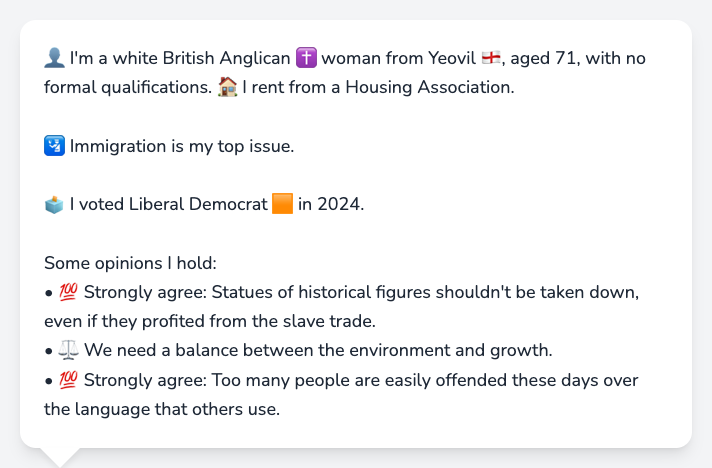 👤 I'm a white British Anglican ✝️ woman from Yeovil 🏴󠁧󠁢󠁥󠁮󠁧󠁿, aged 71, with no
formal qualifications. 🏠 I rent from a Housing Association.
🛂 Immigration is my top issue.
🗳️ I voted Liberal Democrat 🟧 in 2024.
Some opinions I hold:
• 💯 Strongly agree: Statues of historical figures shouldn't be taken down,
even if they profited from the slave trade.
• ⚖️ We need a balance between the environment and growth.
• 💯 Strongly agree: Too many people are easily offended these days over
the language that others use.